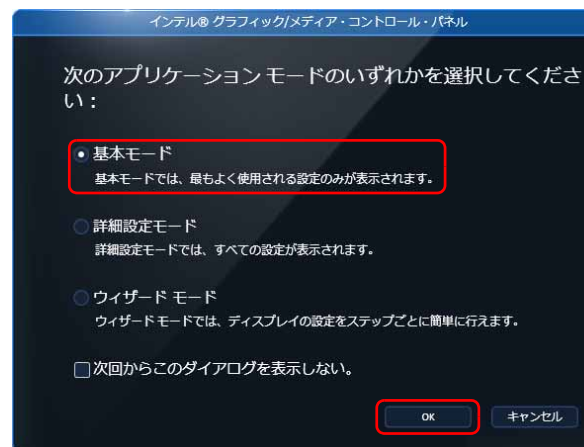 インテル® グラフィック/メディア・コントロール・パネル
次のアプリケーション モードのいずれかを選択してくださ
い：
基本モード
基本モードでは、最もよく使用される設定のみが表示されます。
詳細設定モード
詳細設定モードでは、すべての設定が表示されます。
ウィザード モード
ウィザード モードでは、ディスプレイの設定をステップごとに簡単に行えます。
次回からこのダイアログを表示しない。
OK
キャンセル